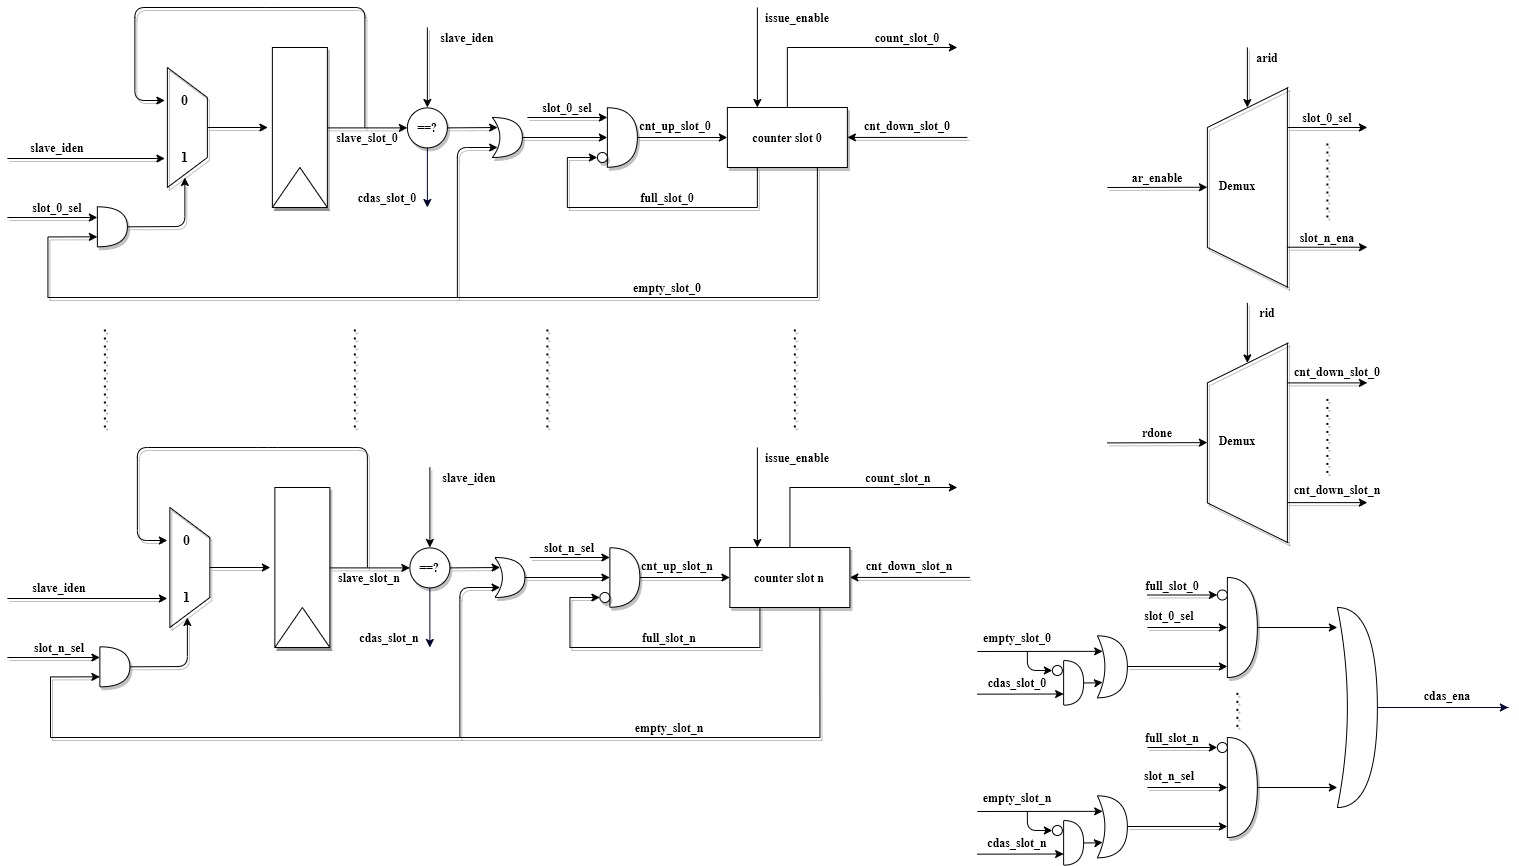 issue_enable
slave_iden
count_slot_0
arid
0
slot_0_sel
slot_0_sel
cnt_up_slot_0
cnt_down_slot_0
==?
slave_slot_0
counter slot 0
slave_iden
1
ar_enable
Demux
cdas_slot_0
full_slot_0
slot_0_sel
slot_n_ena
empty_slot_0
rid
cnt_down_slot_0
rdone
Demux
issue_enable
slave_iden
count_slot_n
cnt_down_slot_n
0
slot_n_sel
cnt_up_slot_n
cnt_down_slot_n
==?
slave_slot_n
counter slot n
slave_iden
1
full_slot_0
slot_0_sel
cdas_slot_n
full_slot_n
empty_slot_0
slot_n_sel
cdas_slot_0
cdas_ena
empty_slot_n
full_slot_n
slot_n_sel
empty_slot_n
cdas_slot_n